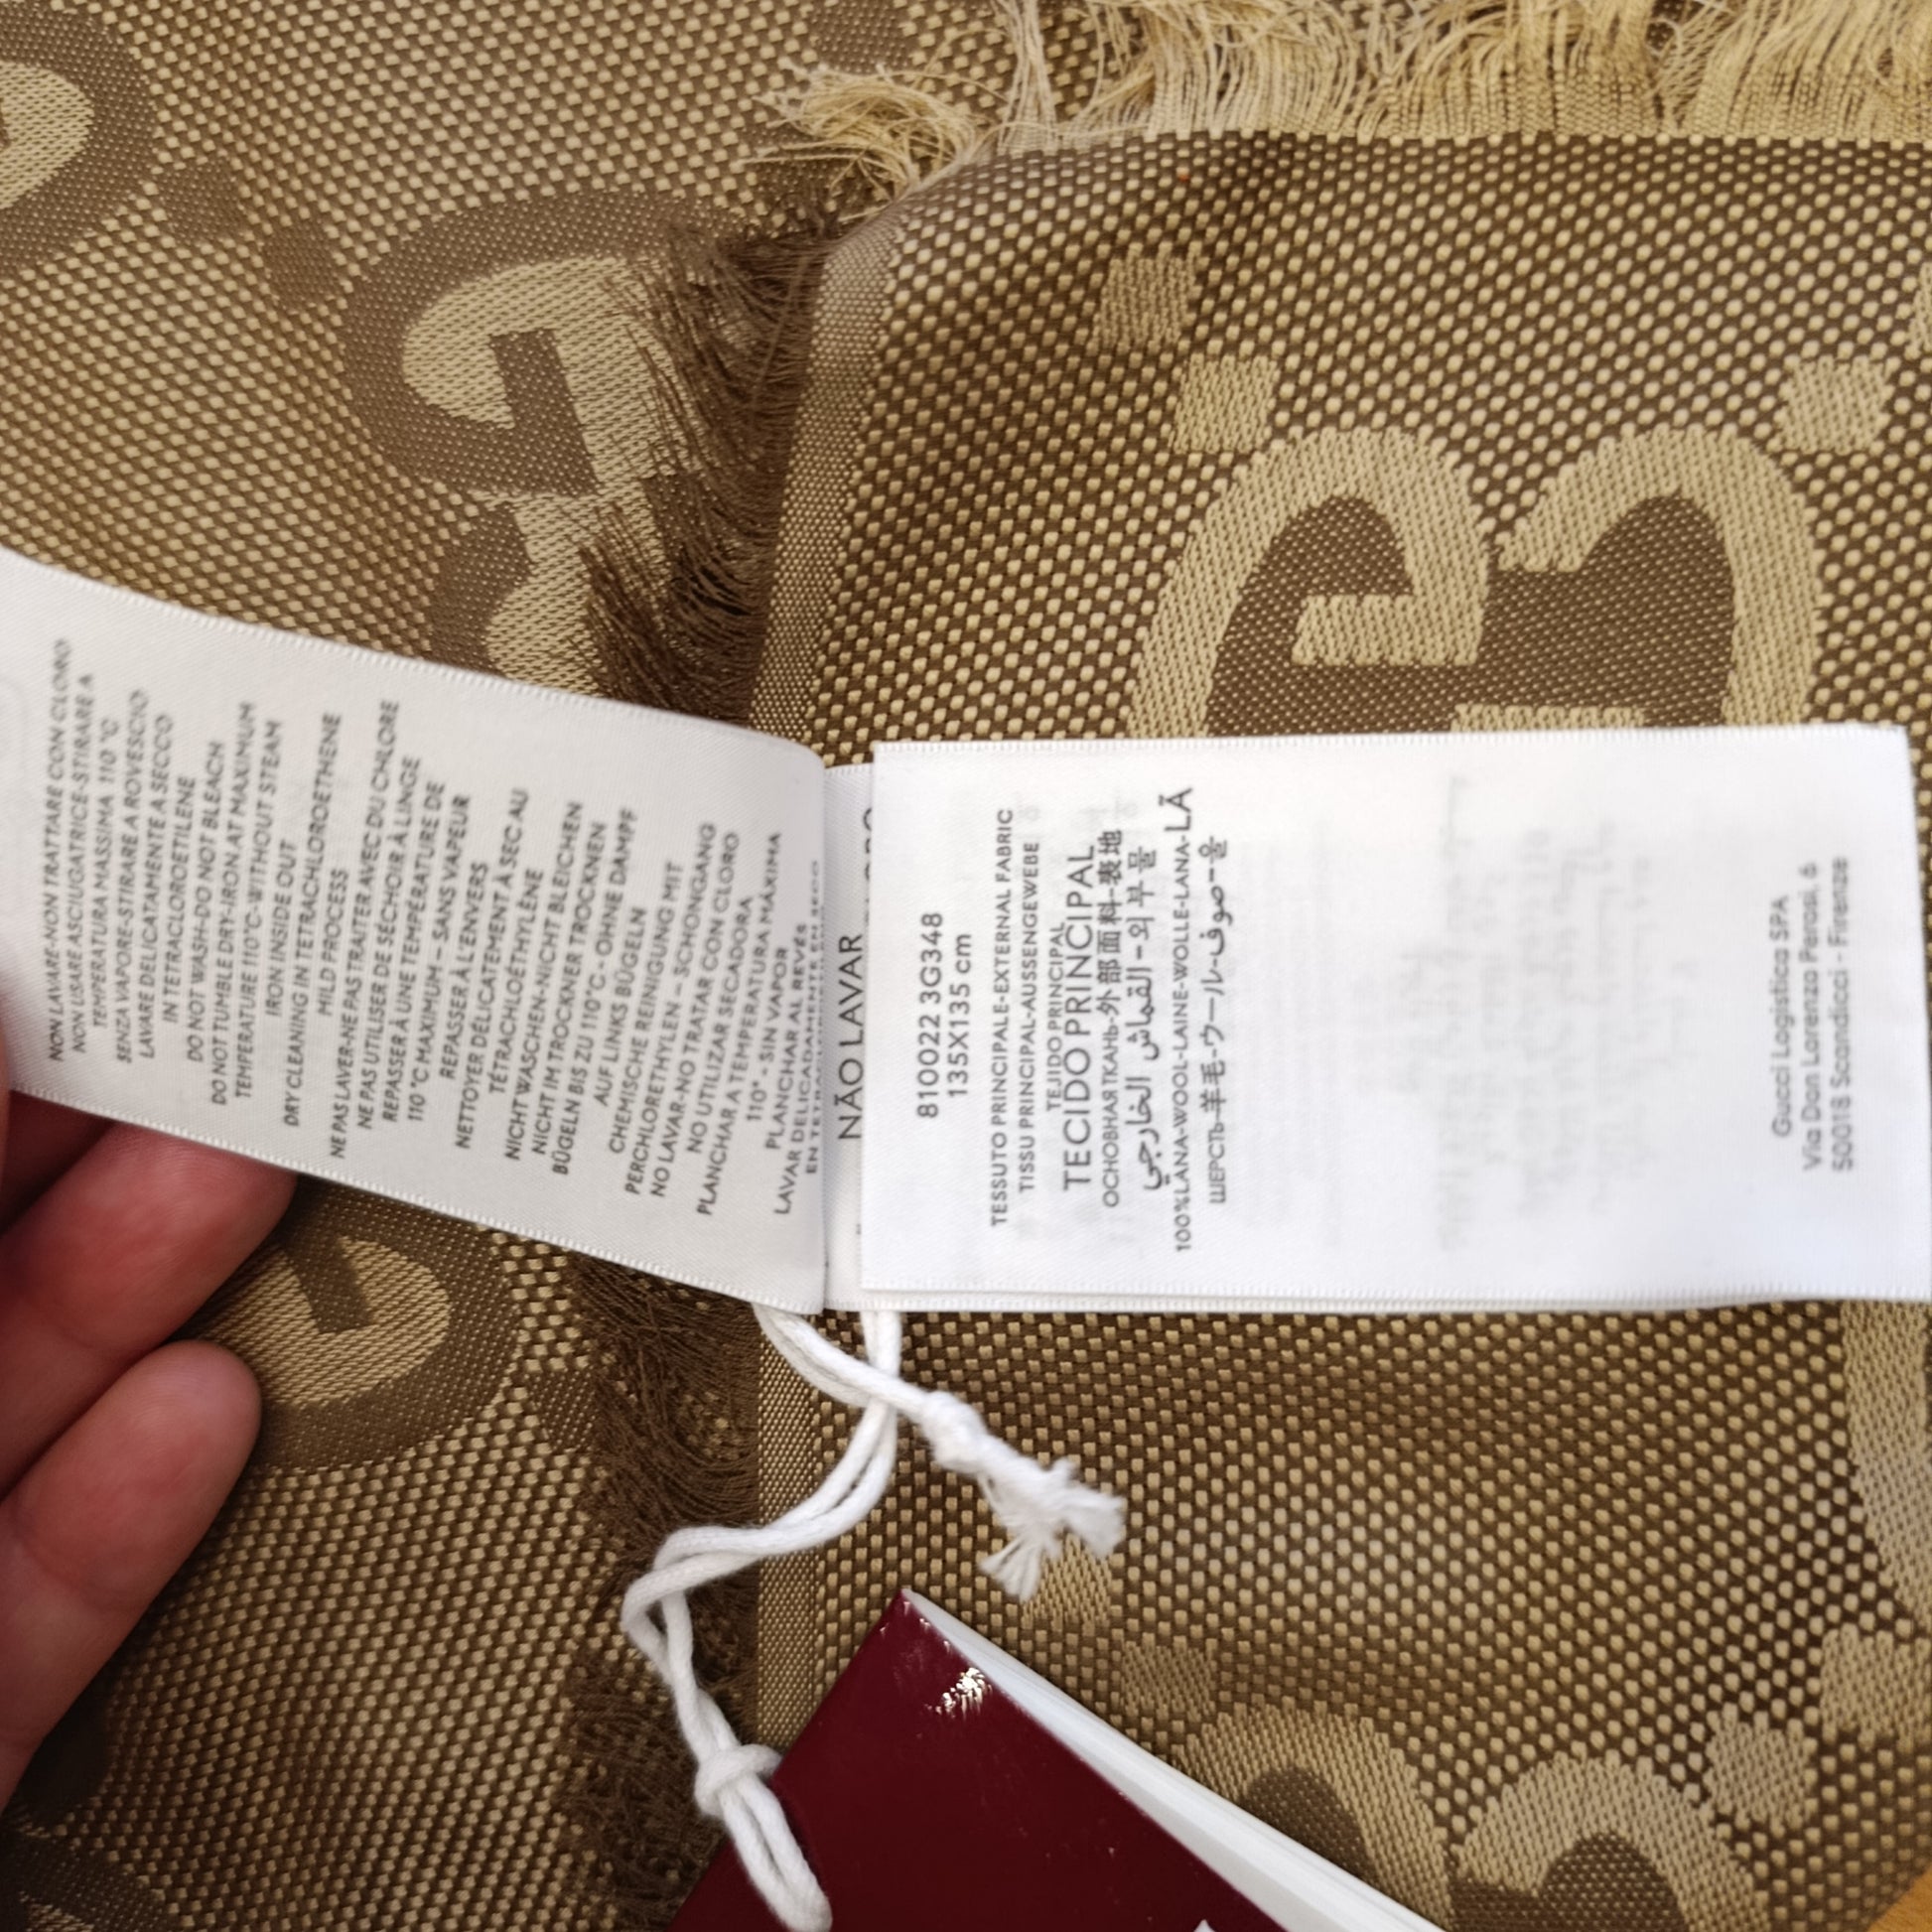 NON LAVARE-NON TRATTARE CON CLORO
NON USARE ASCIUGATRICE-STIRARE A
TEMPERATURA MASSIMA 110 °C
SENZA VAPORE-STIRARE A ROVESCIO
LAVARE DELICATAMENTE A SECCO
IN TETRACLOROETILENE
DO NOT WASH-DO NOT BLEACH
DO NOT TUMBLE DRY-IRON AT MAXIMUM
TEMPERATURE 110°C-WITHOUT STEAM
IRON INSIDE OUT
DRY CLEANING IN TETRACHLOROETHENE
MILD PROCESS
NE PAS LAVER-NE PAS TRAITER AVEC DU CHLORE
NE PAS UTILISER DE SÉCHOIR À LINGE
REPASSER À UNE TEMPÉRATURE DE
110 °C MAXIMUM – SANS VAPEUR
REPASSER À L'ENVERS
NETTOYER DÉLICATEMENT À SEC AU
TÉTRACHLOÉTHYLÈNE
NICHT WASCHEN-NICHT BLEICHEN
NICHT IM TROCKNER TROCKNEN
BÜGELN BIS ZU 110°C - OHNE DAMPF
AUF LINKS BÜGELN
CHEMISCHE REINIGUNG MIT
PERCHLORETHYLEN – SCHONGANG
NO LAVAR-NO TRATAR CON CLORO
NO UTILIZAR SECADORA
PLANCHAR A TEMPERATURA MÁXIMA
110° - SIN VAPOR
PLANCHAR AL REVÉS
LAVAR DELICADAMENTE EN SECO
NÃO LAVAR
810022 3G348
135X135 cm
TESSUTO PRINCIPALE-EXTERNAL FABRIC
TISSU PRINCIPAL-AUSSENGEWEBE
TEJIDO PRINCIPAL
TECIDO PRINCIPAL
ОСНОВНАЯ ТКАНЬ-外部面料-表地
القماش الخارجي-외부 몰
100%LANA-WOOL-LAINE-WOLLE-LANA-LÃ
ШЕРСТЬ-羊毛-ウール-صوف-울
Gucci Logistica SPA
Via Don Lorenzo Perosi, 6
50018 Scandicci - Firenze